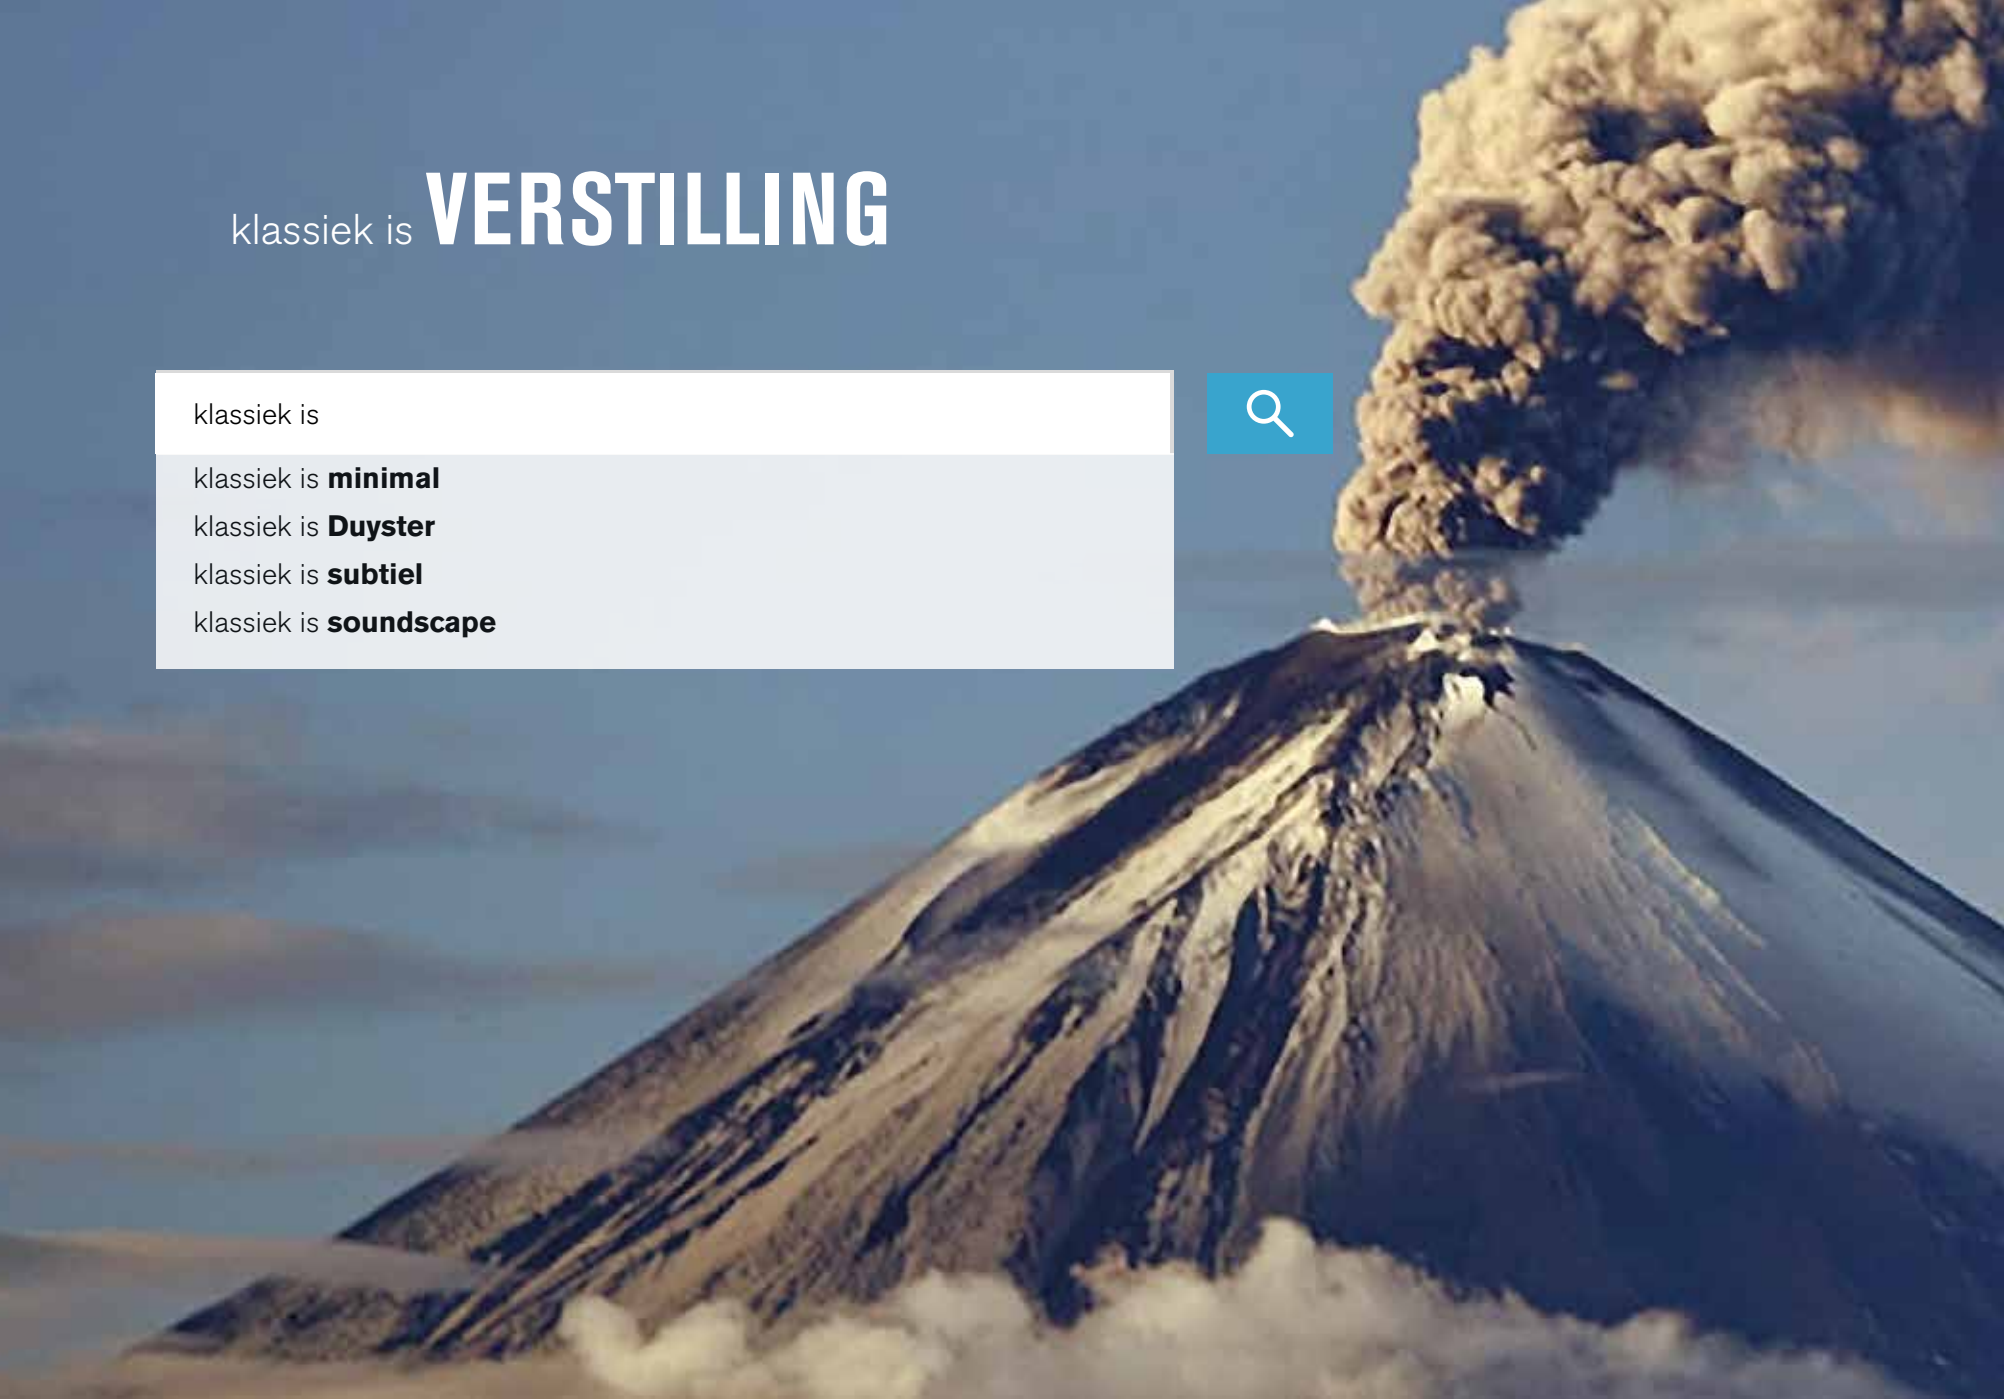 klassiek is VERSTILLING
klassiek is
klassiek is minimal
klassiek is Duyster
klassiek is subtiel
klassiek is soundscape